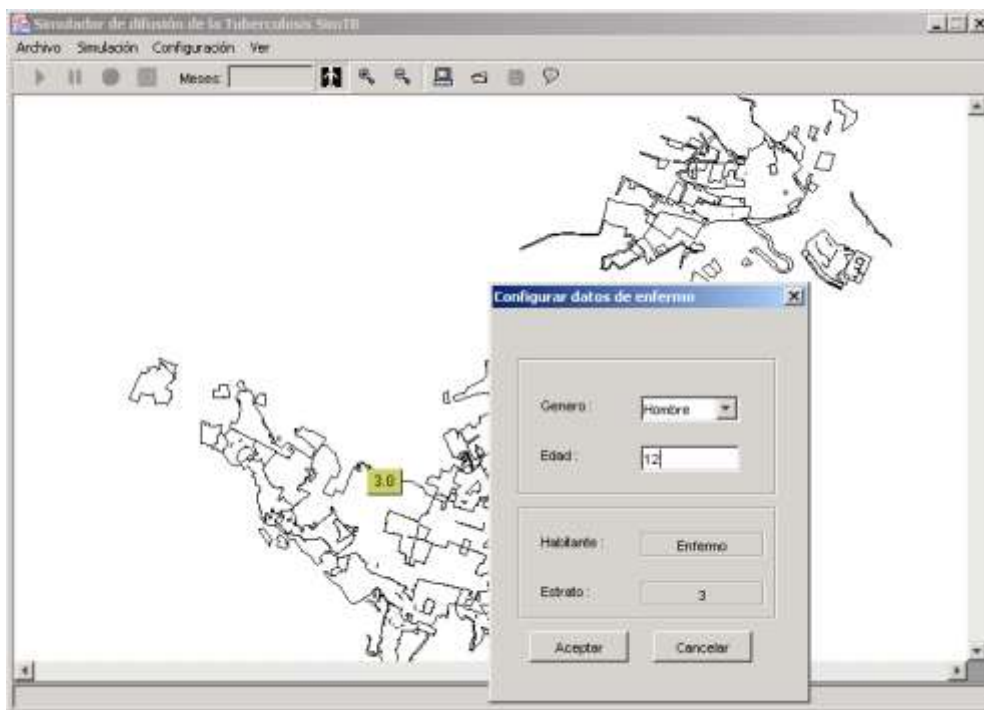 Simulador de difusión de la Tuberculosis SimTB
Archivo Simulación Configuración Ver
Meses:
Configurar datos de enfermo
Genero : Hombre
Edad : 12
3.0
Habitante : Enfermo
Estrato : 3
Aceptar Cancelar